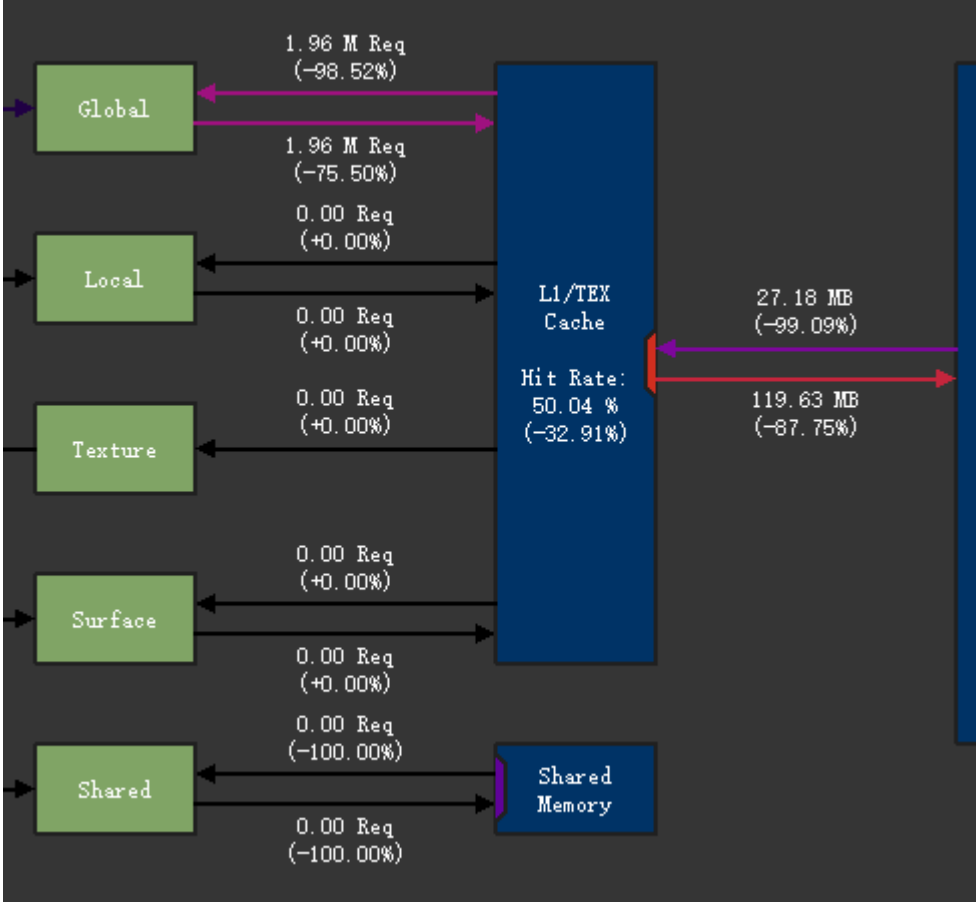 1.96 M Req
(-98.52%)
Global
1.96 M Req
(-75.50%)
0.00 Req
(+0.00%)
Local
0.00 Req
(+0.00%)
L1/TEX
Cache
Hit Rate:
50.04 %
(-32.91%)
27.18 MB
(-99.09%)
119.63 MB
(-87.75%)
0.00 Req
(+0.00%)
Texture
0.00 Req
(+0.00%)
Surface
0.00 Req
(+0.00%)
0.00 Req
(-100.00%)
Shared
0.00 Req
(-100.00%)
Shared
Memory